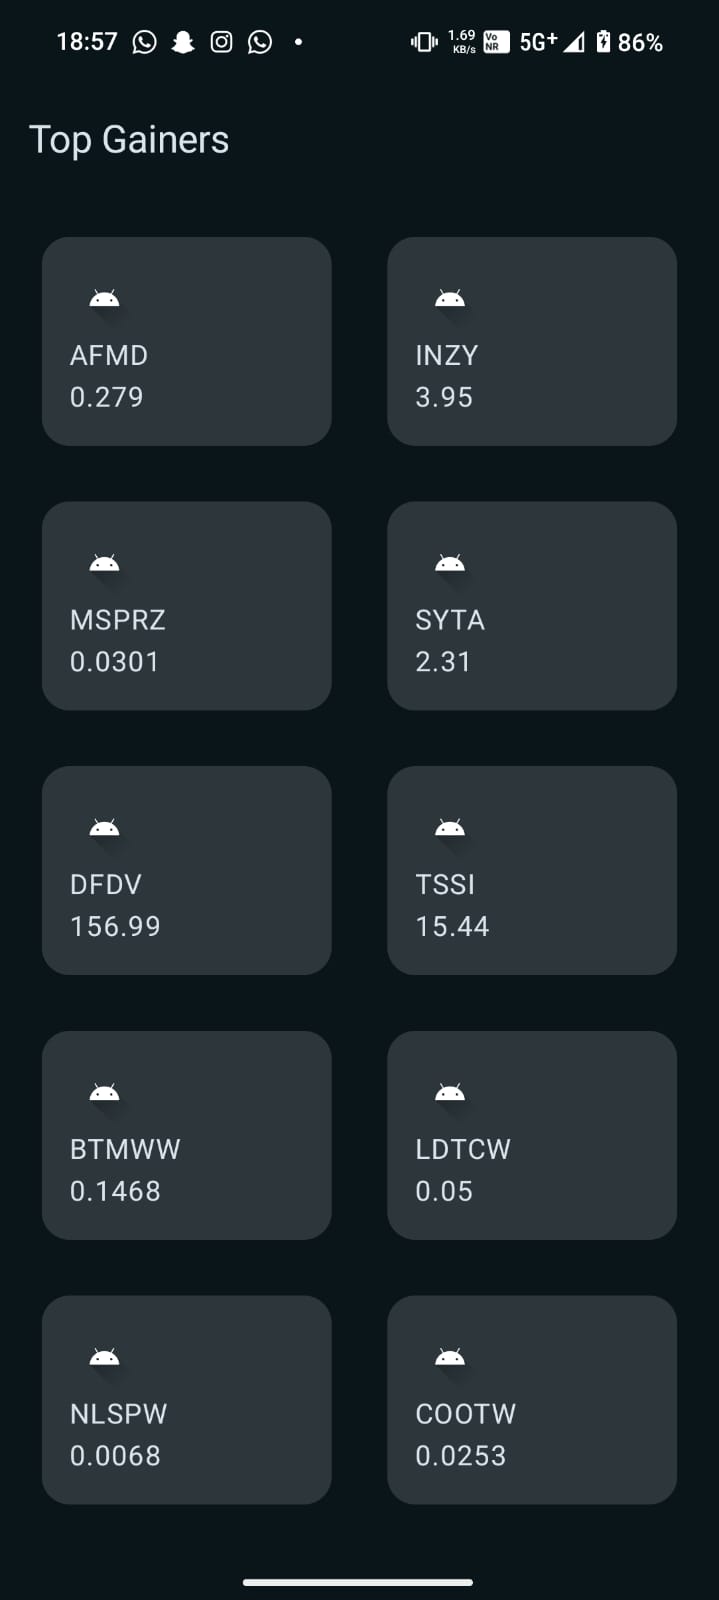 18:57 1.69 KB/s Vo NR 5G+ 86%
Top Gainers
AFMD
0.279
INZY
3.95
MSPRZ
0.0301
SYTA
2.31
DFDV
156.99
TSSI
15.44
BTMWW
0.1468
LDTCW
0.05
NLSPW
0.0068
COOTW
0.0253